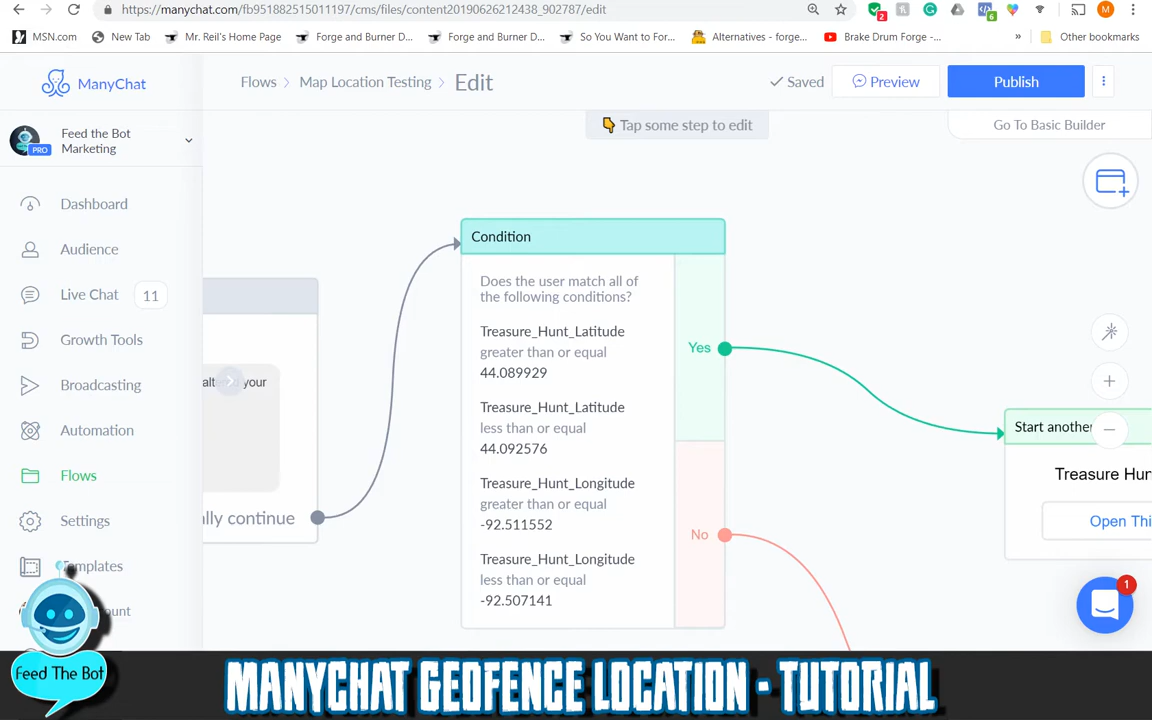 https://manychat.com/fb951882515011197/cms/files/content20190626212438_902787/edit
2
6
M
MSN.com
New Tab
Mr. Reil's Home Page
Forge and Burner D...
Forge and Burner D...
So You Want to For...
Alternatives - forge...
Brake Drum Forge -...
»
Other bookmarks
ManyChat
Flows
Map Location Testing
Edit
Saved
Preview
Publish
Tap some step to edit
Go To Basic Builder
Feed the Bot
Marketing
PRO
Dashboard
Audience
Live Chat
11
Growth Tools
Broadcasting
Automation
Flows
Settings
Templates
your
continue
Condition
Does the user match all of
the following conditions?
Treasure_Hunt_Latitude
greater than or equal
44.089929
Treasure_Hunt_Latitude
less than or equal
44.092576
Treasure_Hunt_Longitude
greater than or equal
-92.511552
Treasure_Hunt_Longitude
less than or equal
-92.507141
Yes
No
Start another
Treasure Hun
Open Thi
1
Feed The Bot
MANYCHAT GEOFENCE LOCATION - TUTORIAL